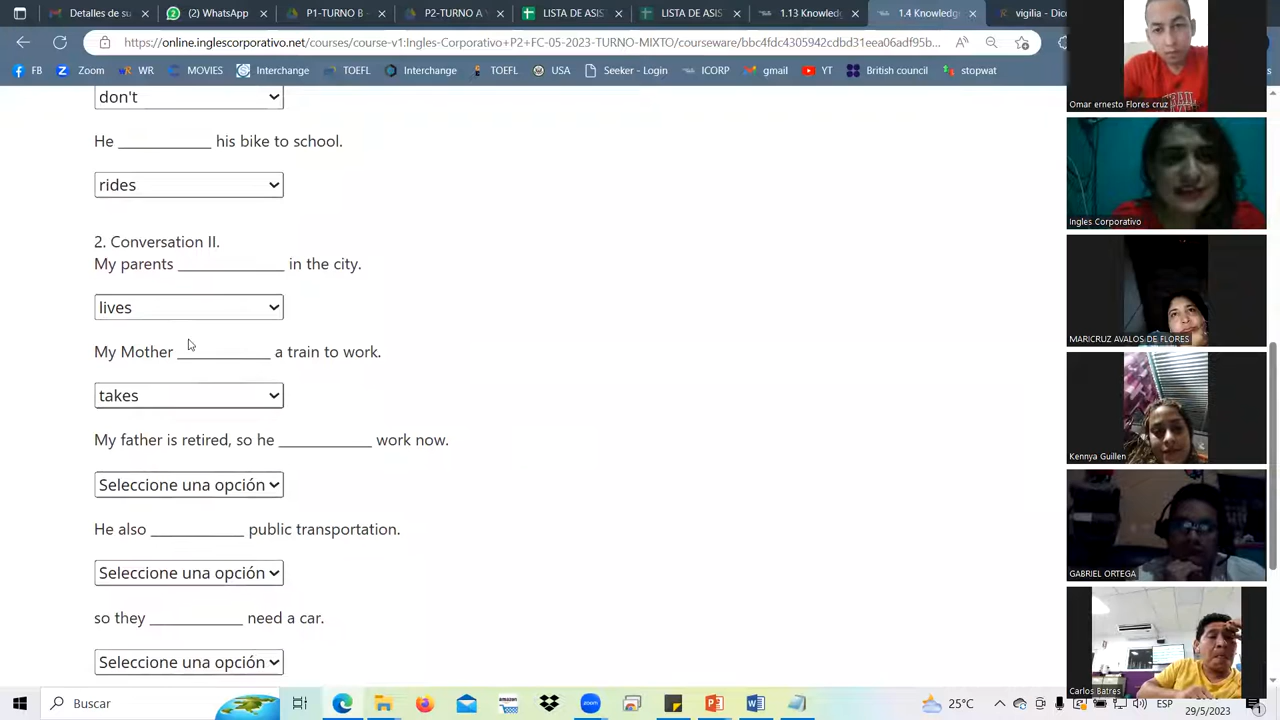 Detalles de su
(2) WhatsApp
P1-TURNO B -
P2-TURNO A
LISTA DE ASIS
LISTA DE ASIS
1.13 Knowledg
1.4 Knowledg
vigilia - Dic
https://online.inglescorporativo.net/courses/course-v1:Ingles-Corporativo+P2+FC-05-2023-TURNO-MIXTO/courseware/bbc4fdc4305942cdbd31eea06adf95b...
FB
Zoom
WR
MOVIES
Interchange
TOEFL
Interchange
TOEFL
USA
Seeker - Login
ICORP
gmail
YT
British council
stopwat
don't
He ____________ his bike to school.
rides
2. Conversation II.
My parents ____________ in the city.
lives
My Mother ____________ a train to work.
takes
My father is retired, so he ____________ work now.
Seleccione una opción
He also ____________ public transportation.
Seleccione una opción
so they ____________ need a car.
Seleccione una opción
Omar ernesto Flores cruz
Ingles Corporativo
MARICRUZ AVALOS DE FLORES
Kennya Guillen
GABRIEL ORTEGA
Carlos Batres
Buscar
amazon
zoom
25°C
ESP
29/5/2023